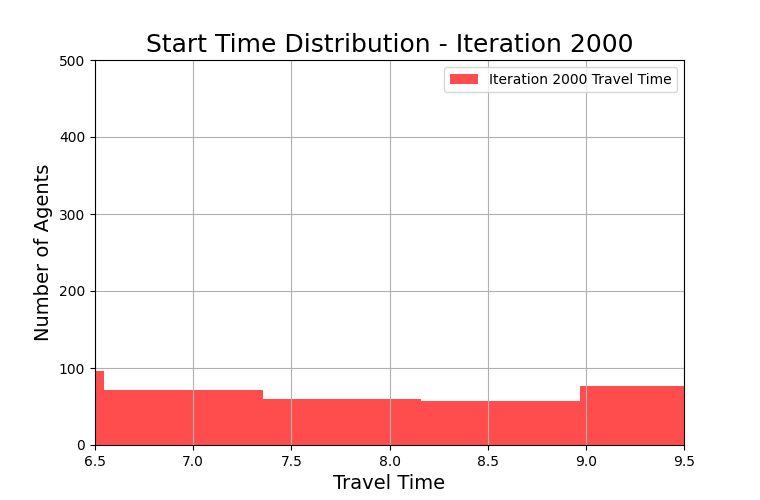 Start Time Distribution - Iteration 2000
Iteration 2000 Travel Time
Number of Agents
500
400
300
200
100
0
6.5 7.0 7.5 8.0 8.5 9.0 9.5
Travel Time